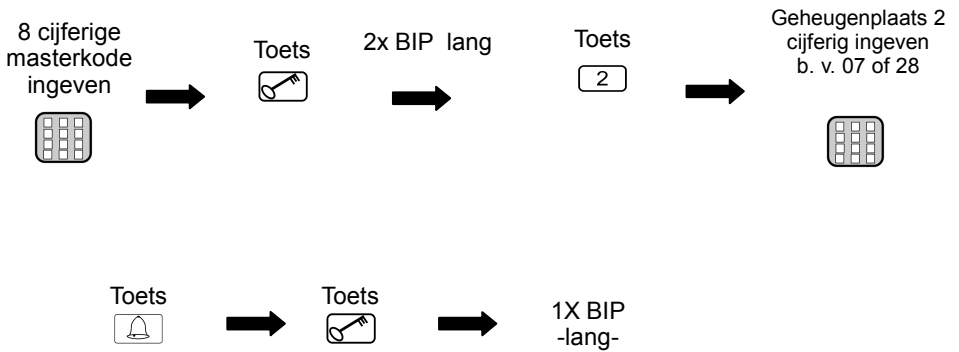 8 cijferige
masterkode
ingeven
Toets
2x BIP lang
Toets
2
Geheugenplaats 2
cijferig ingeven
b. v. 07 of 28
Toets
Toets
1X BIP
-lang-